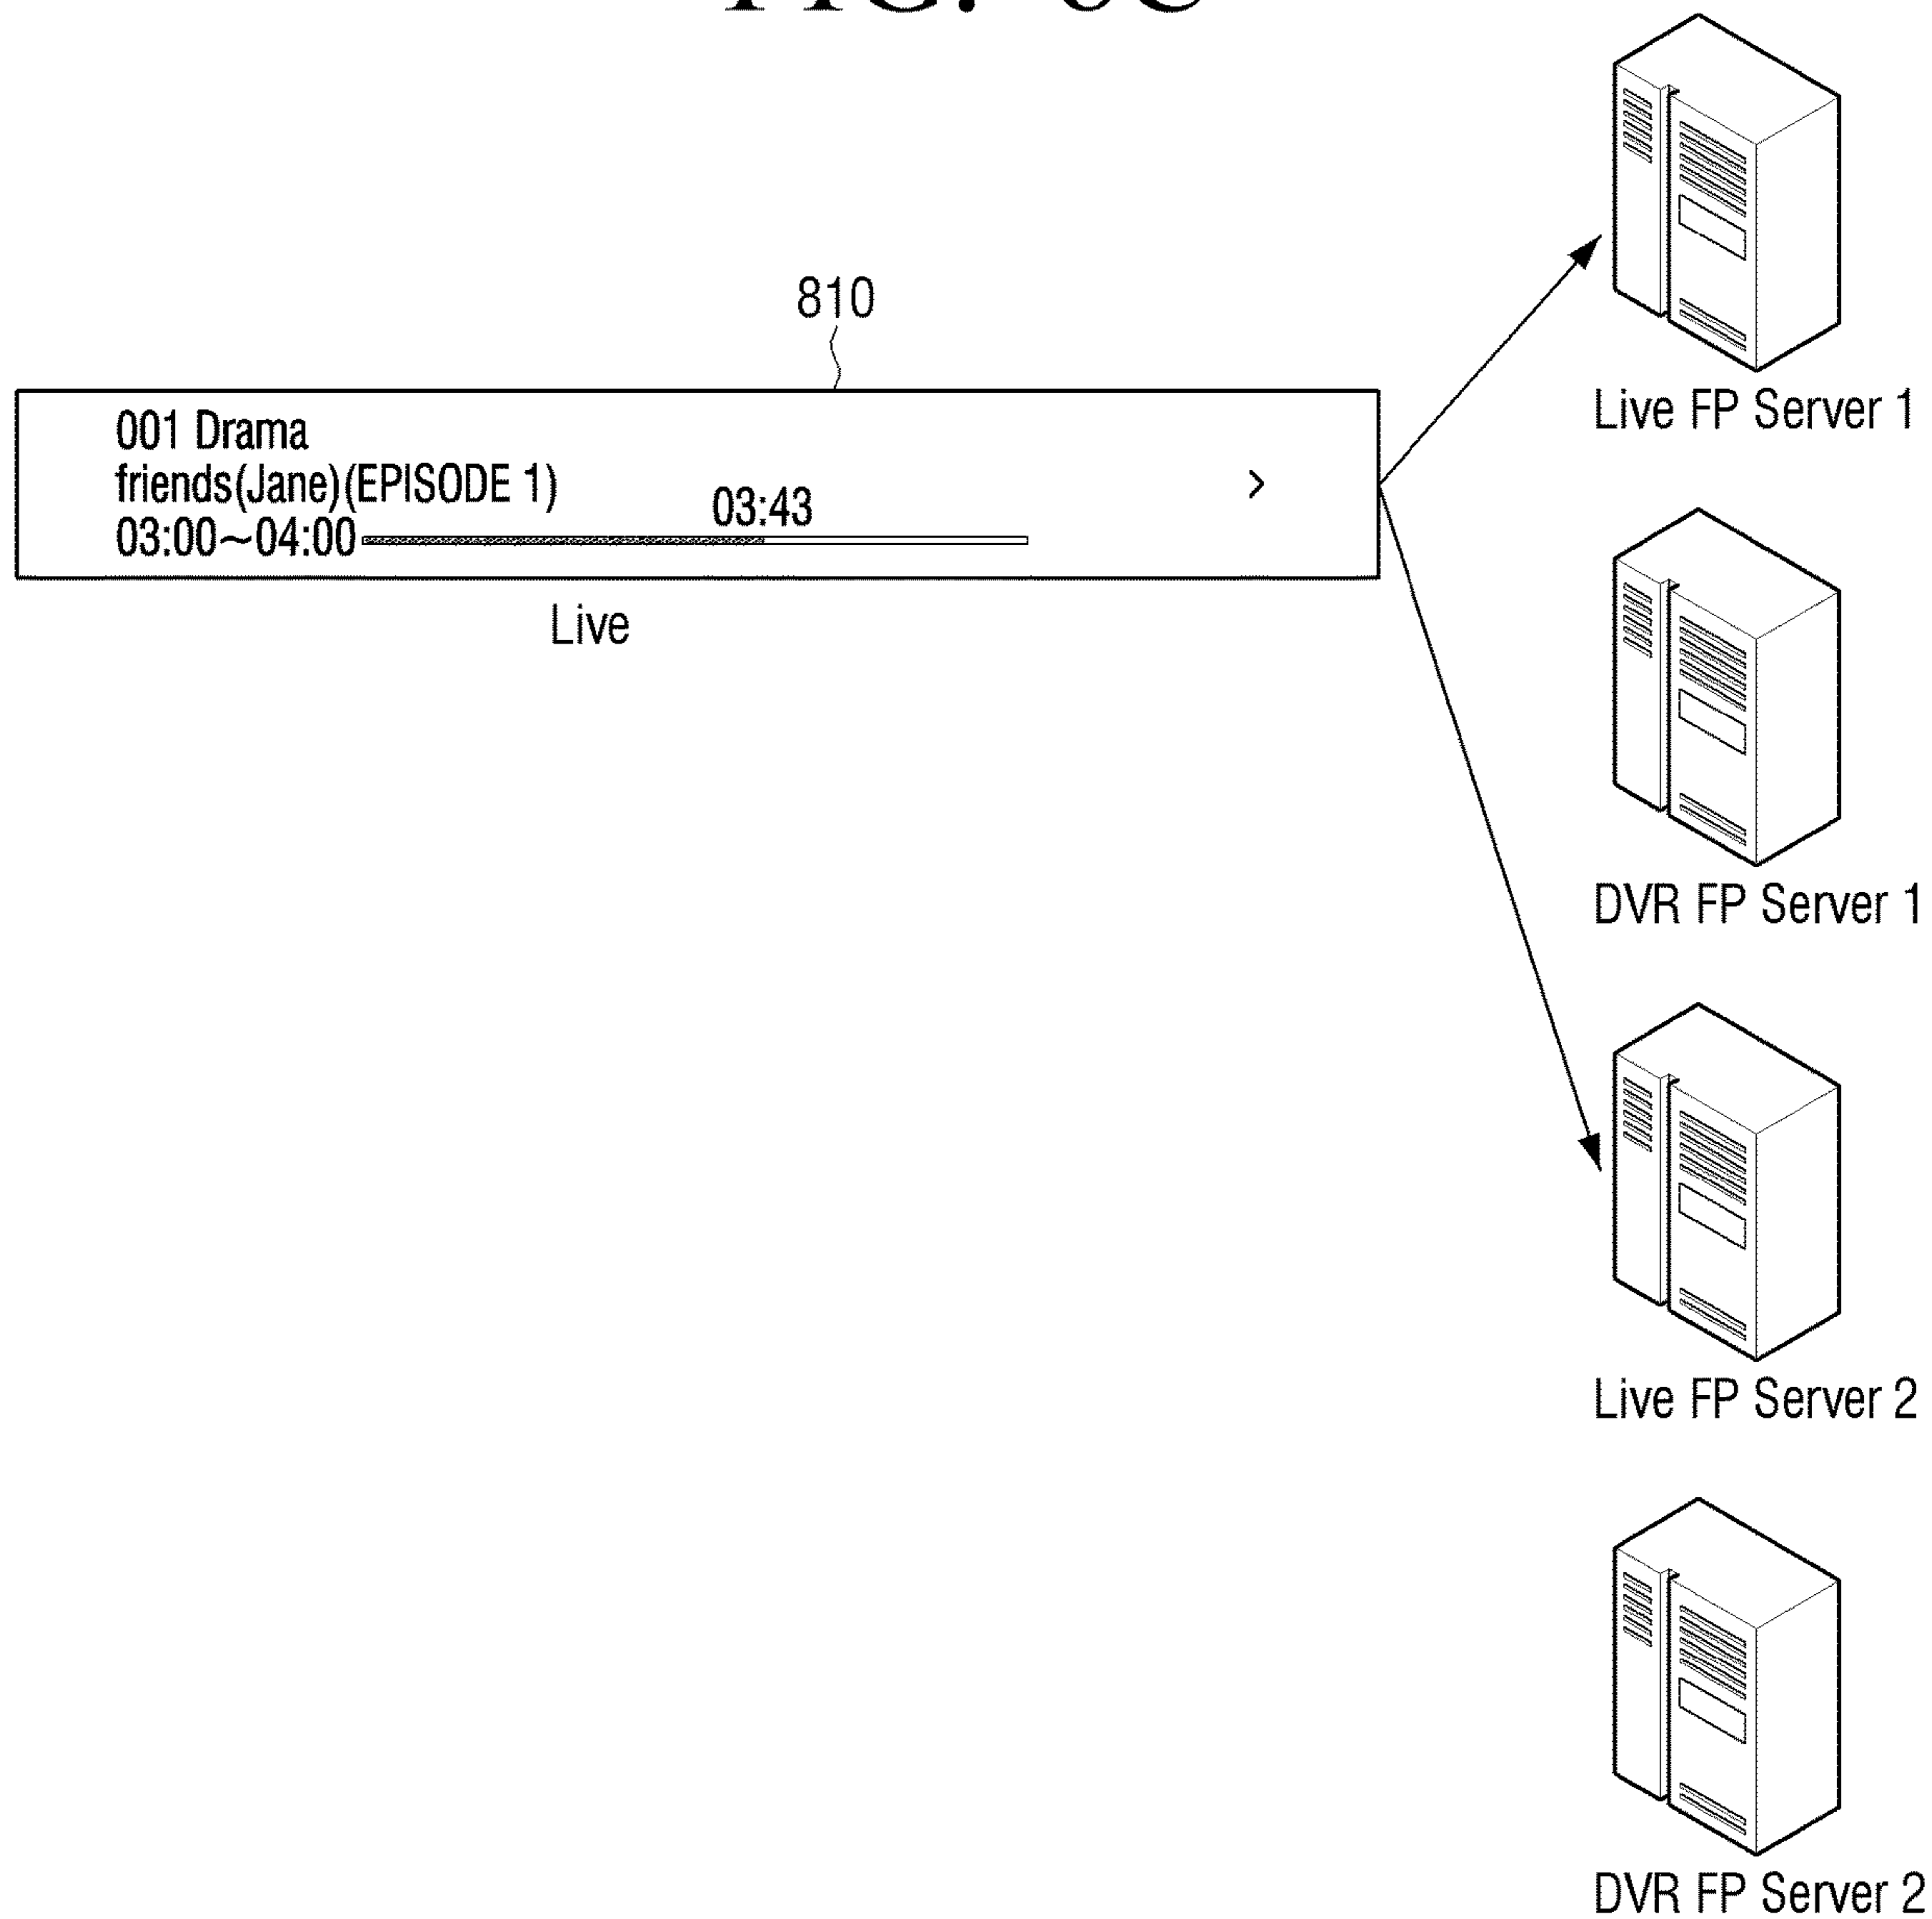 810
001 Drama
friends(Jane)(EPISODE 1)
03:43
03:00~04:00
Live
Live FP Server 1
DVR FP Server 1
Live FP Server 2
DVR FP Server 2